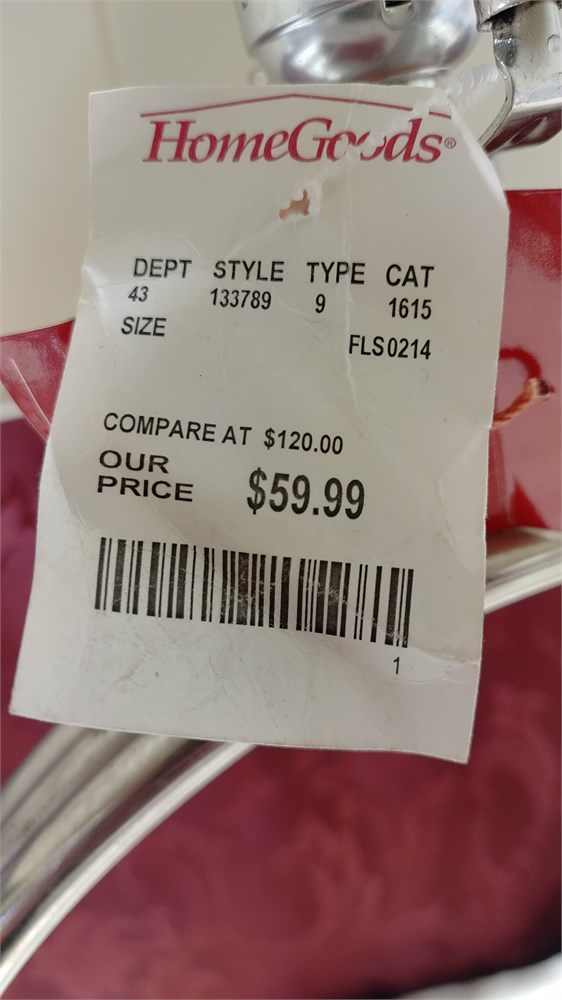 HomeGoods®
DEPT STYLE TYPE CAT
43 133789 9 1615
SIZE FLS0214
COMPARE AT $120.00
OUR
PRICE $59.99
1